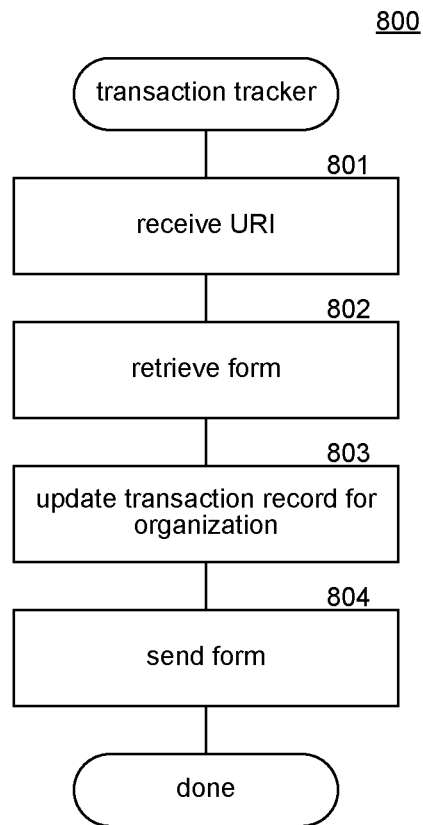 800
transaction tracker
801
receive URI
802
retrieve form
803
update transaction record for
organization
804
send form
done